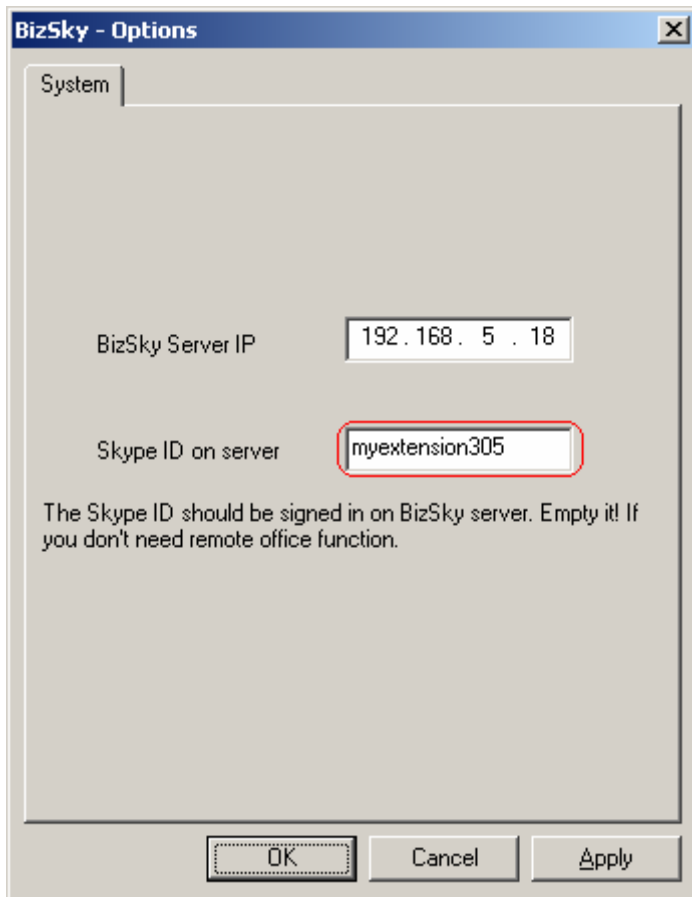 BizSky - Options
System
BizSky Server IP
192.168. 5 .18
Skype ID on server
myextension305
The Skype ID should be signed in on BizSky server. Empty it! If
you don't need remote office function.
OK Cancel Apply